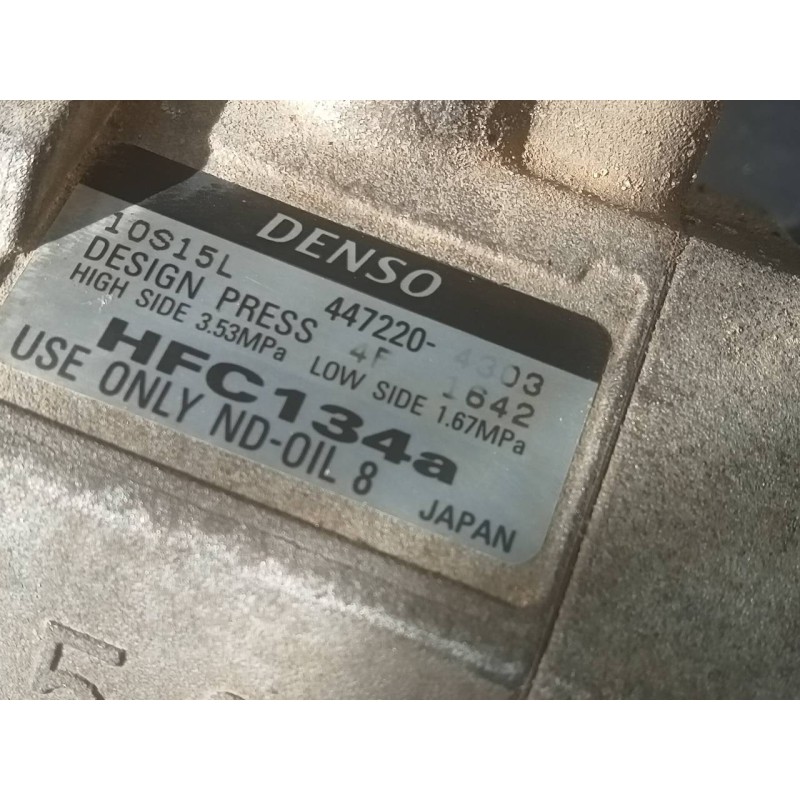 DENSO
10S15L 447220-4303
DESIGN PRESS 4F 1642
HIGH SIDE 3.53MPa LOW SIDE 1.67MPa
HFC134a
USE ONLY ND-OIL 8
JAPAN
5